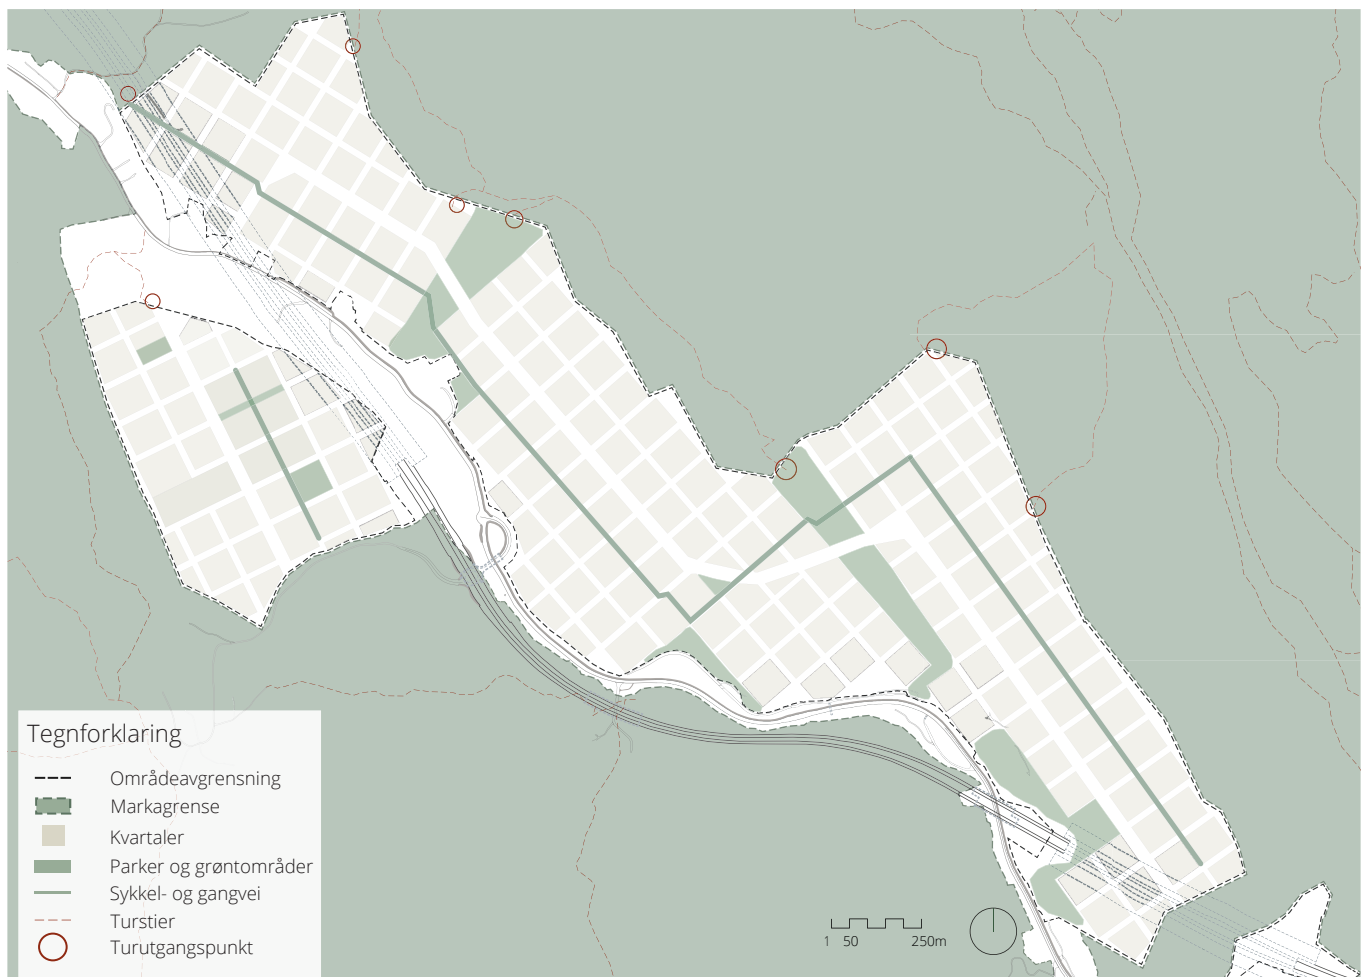 Tegnforklaring
Områdeavgrensning
Markagrense
Kvartaler
Parker og grøntområder
Sykkel- og gangvei
Turstier
Turutgangspunkt
1 50 250m